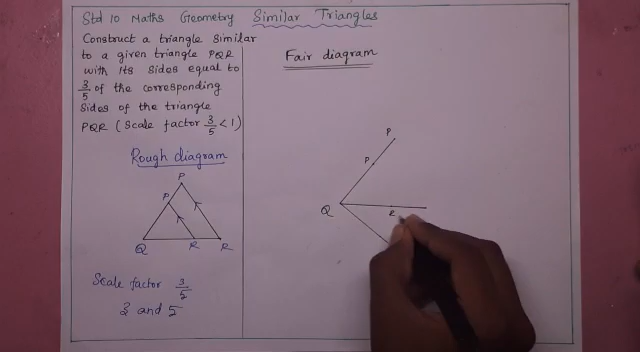 Std 10 Maths Geometry Similar Triangles
Construct a triangle similar
to a given triangle PQR
with its sides equal to
3/5 of the corresponding
sides of the triangle
PQR (Scale factor 3/5 < 1)
Rough diagram
P
P
Q R R
Scale factor 3/5
3 and 5
Fair diagram
P
P
Q
R